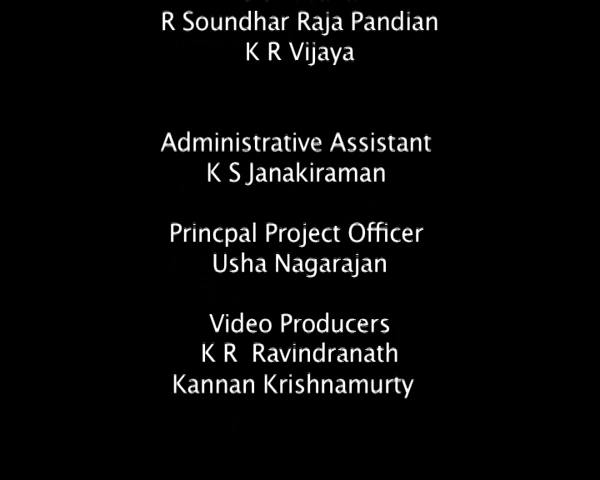 R Soundhar Raja Pandian
K R Vijaya
Administrative Assistant
K S Janakiraman
Princpal Project Officer
Usha Nagarajan
Video Producers
K R Ravindranath
Kannan Krishnamurty